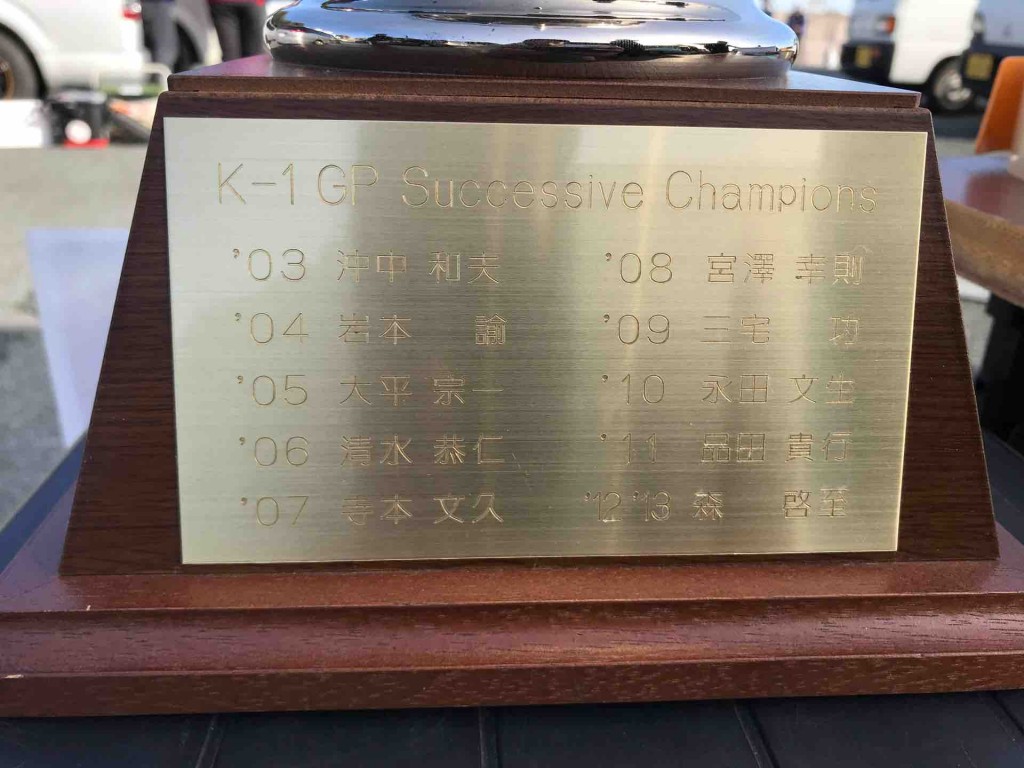 K-1 GP Successive Champions
'03 沖中 和夫
'04 岩本 諭
'05 大平 宗一
'06 清水 恭仁
'07 寺本 文久
'08 宮澤 幸則
'09 三宅 功
'10 永田 文生
'11 品田 貴行
'12 '13 森 啓至